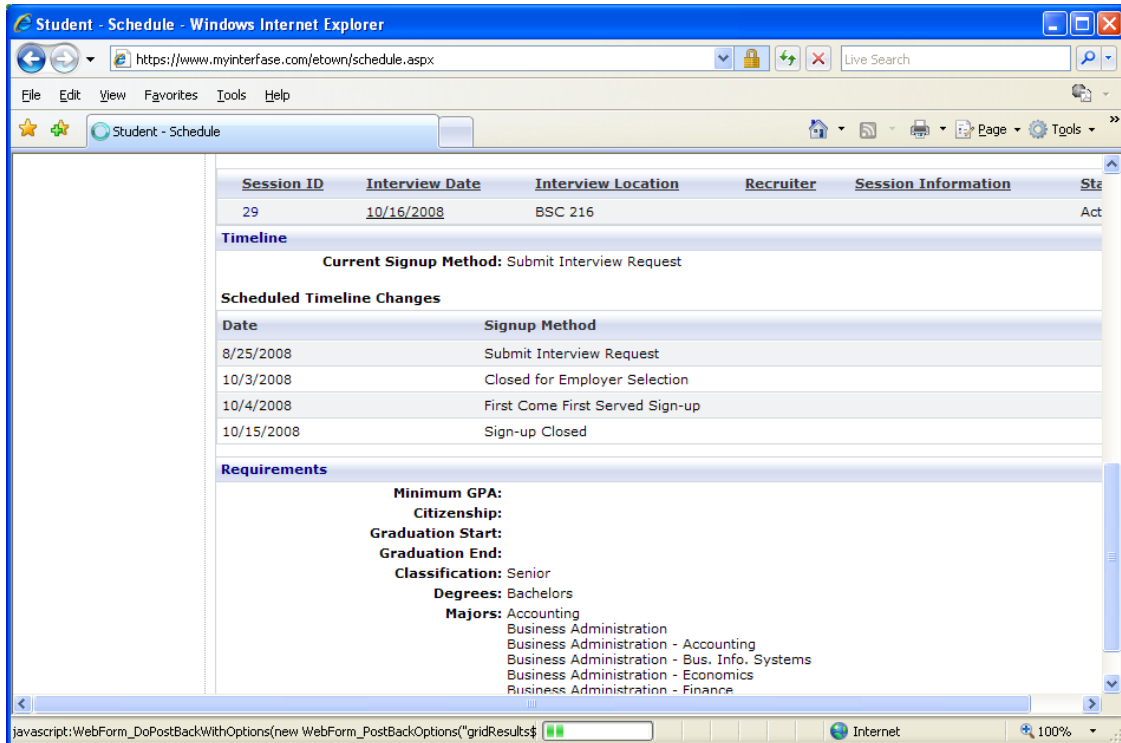 Student - Schedule - Windows Internet Explorer
https://www.myinterfase.com/etown/schedule.aspx Live Search
File Edit View Favorites Tools Help
Student - Schedule Page Tools »
Session ID Interview Date Interview Location Recruiter Session Information Sta
29 10/16/2008 BSC 216 Act
Timeline
Current Signup Method: Submit Interview Request
Scheduled Timeline Changes
Date Signup Method
8/25/2008 Submit Interview Request
10/3/2008 Closed for Employer Selection
10/4/2008 First Come First Served Sign-up
10/15/2008 Sign-up Closed
Requirements
Minimum GPA:
Citizenship:
Graduation Start:
Graduation End:
Classification: Senior
Degrees: Bachelors
Majors: Accounting
Business Administration
Business Administration - Accounting
Business Administration - Bus. Info. Systems
Business Administration - Economics
Business Administration - Finance
javascript:WebForm_DoPostBackWithOptions(new WebForm_PostBackOptions("gridResults$ Internet 100%